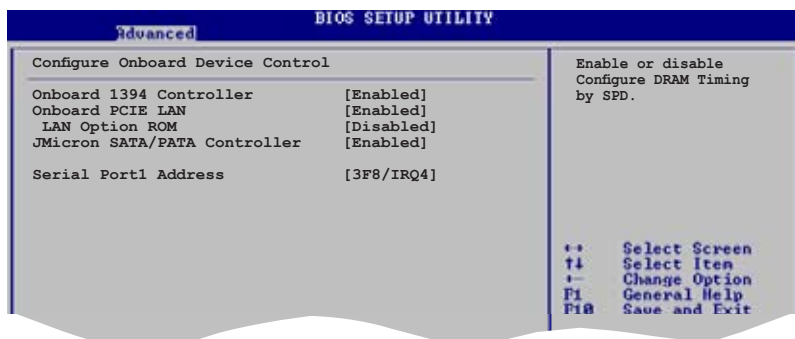 BIOS SETUP UTILITY
Advanced
Configure Onboard Device Control
Onboard 1394 Controller [Enabled]
Onboard PCIE LAN [Enabled]
LAN Option ROM [Disabled]
JMicron SATA/PATA Controller [Enabled]
Serial Port1 Address [3F8/IRQ4]
Enable or disable
Configure DRAM Timing
by SPD.
↔ Select Screen
↑↓ Select Item
+- Change Option
F1 General Help
F10 Save and Exit